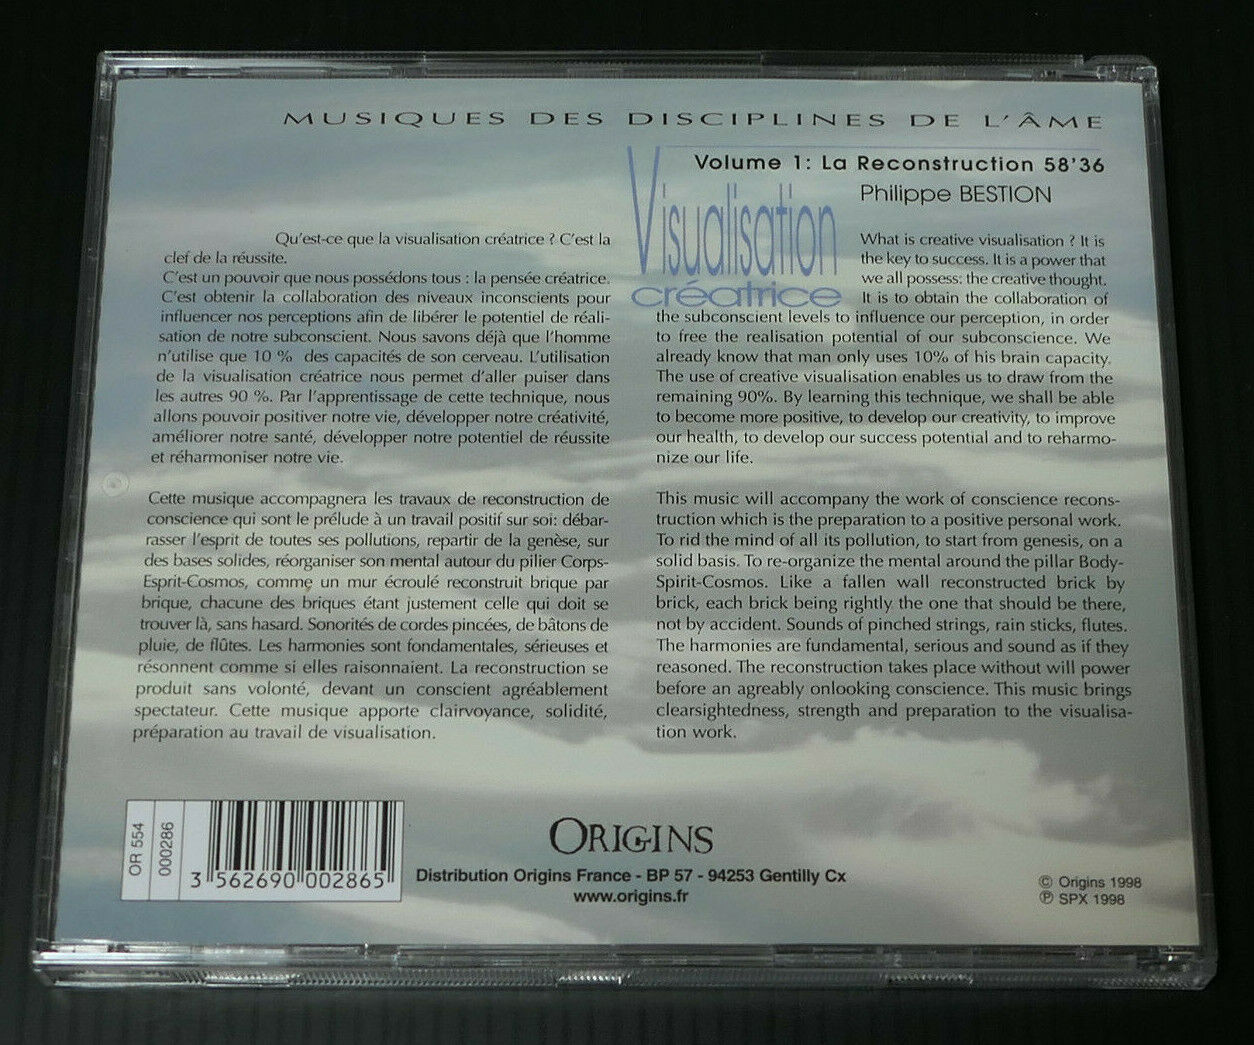 MUSIQUES DES DISCIPLINES DE L'ÂME
Volume 1: La Reconstruction 58'36
Philippe BESTION
Visualisation
créatrice
Qu'est-ce que la visualisation créatrice ? C'est la
clef de la réussite.
C'est un pouvoir que nous possédons tous : la pensée créatrice.
C'est obtenir la collaboration des niveaux inconscients pour
influencer nos perceptions afin de libérer le potentiel de réali-
sation de notre subconscient. Nous savons déjà que l'homme
n'utilise que 10 % des capacités de son cerveau. L'utilisation
de la visualisation créatrice nous permet d'aller puiser dans
les autres 90 %. Par l'apprentissage de cette technique, nous
allons pouvoir positiver notre vie, développer notre créativité,
améliorer notre santé, développer notre potentiel de réussite
et réharmoniser notre vie.
Cette musique accompagnera les travaux de reconstruction de
conscience qui sont le prélude à un travail positif sur soi: débar-
rasser l'esprit de toutes ses pollutions, repartir de la genèse, sur
des bases solides, réorganiser son mental autour du pilier Corps-
Esprit-Cosmos, comme un mur écroulé reconstruit brique par
brique, chacune des briques étant justement celle qui doit se
trouver là, sans hasard. Sonorités de cordes pincées, de bâtons de
pluie, de flûtes. Les harmonies sont fondamentales, sérieuses et
résonnent comme si elles raisonnaient. La reconstruction se
produit sans volonté, devant un conscient agréablement
spectateur. Cette musique apporte clairvoyance, solidité,
préparation au travail de visualisation.
What is creative visualisation ? It is
the key to success. It is a power that
we all possess: the creative thought.
It is to obtain the collaboration of
the subconscient levels to influence our perception, in order
to free the realisation potential of our subconscience. We
already know that man only uses 10% of his brain capacity.
The use of creative visualisation enables us to draw from the
remaining 90%. By learning this technique, we shall be able
to become more positive, to develop our creativity, to improve
our health, to develop our success potential and to reharmo-
nize our life.
This music will accompany the work of conscience recons-
truction which is the preparation to a positive personal work.
To rid the mind of all its pollution, to start from genesis, on a
solid basis. To re-organize the mental around the pillar Body-
Spirit-Cosmos. Like a fallen wall reconstructed brick by
brick, each brick being rightly the one that should be there,
not by accident. Sounds of pinched strings, rain sticks, flutes.
The harmonies are fundamental, serious and sound as if they
reasoned. The reconstruction takes place without will power
before an agreably onlooking conscience. This music brings
clearsightedness, strength and preparation to the visualisa-
tion work.
OR 554
000286
3 562690 002865
ORIGINS
Distribution Origins France - BP 57 - 94253 Gentilly Cx
www.origins.fr
© Origins 1998
℗ SPX 1998